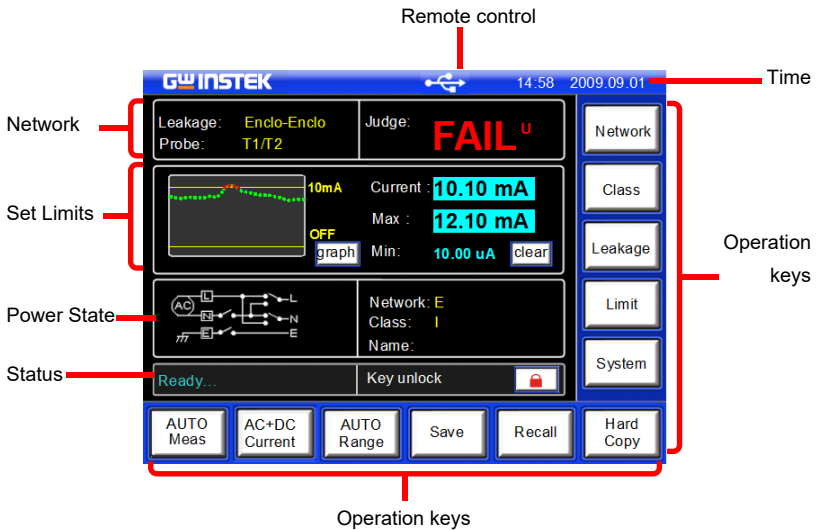 Remote control
GW INSTEK 14:58 2009.09.01
Time
Network
Leakage: Enclo-Enclo
Probe: T1/T2
Judge: FAIL U
Network
Set Limits
10mA
OFF
graph
Current : 10.10 mA
Max : 12.10 mA
Min: 10.00 uA clear
Class
Leakage
Operation
keys
Power State
AC L N E
L
N
E
Network: E
Class: I
Name:
Limit
Status
Ready...
Key unlock
System
AUTO
Meas
AC+DC
Current
AUTO
Range
Save
Recall
Hard
Copy
Operation keys